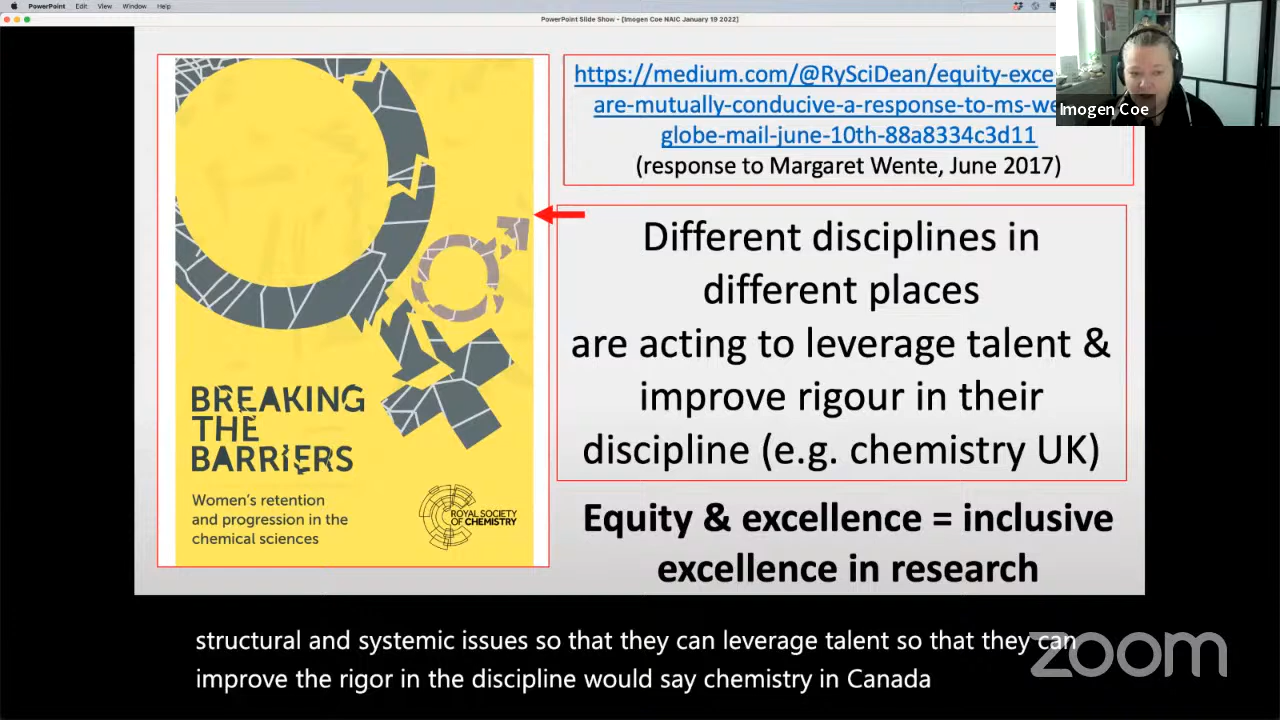 PowerPoint Edit View Window Help
PowerPoint Slide Show - [Imogen Coe NAIC January 19 2022]
https://medium.com/@RySciDean/equity-exce
are-mutually-conducive-a-response-to-ms-we
globe-mail-june-10th-88a8334c3d11
(response to Margaret Wente, June 2017)
Imogen Coe
Different disciplines in
different places
are acting to leverage talent &
improve rigour in their
discipline (e.g. chemistry UK)
Equity & excellence = inclusive
excellence in research
BREAKING
THE
BARRIERS
Women's retention
and progression in the
chemical sciences
ROYAL SOCIETY
OF CHEMISTRY
structural and systemic issues so that they can leverage talent so that they can
improve the rigor in the discipline would say chemistry in Canada
zoom